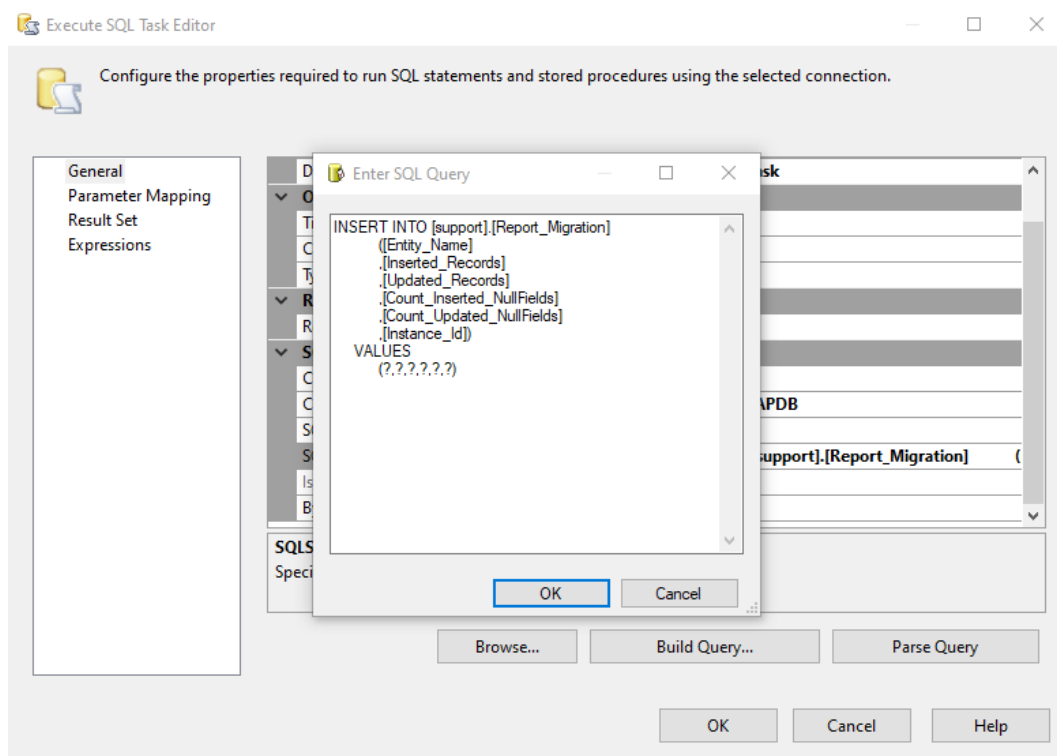 Execute SQL Task Editor
Configure the properties required to run SQL statements and stored procedures using the selected connection.
General
Parameter Mapping
Result Set
Expressions
Enter SQL Query
INSERT INTO [support].[Report_Migration]
([Entity_Name]
,[Inserted_Records]
,[Updated_Records]
,[Count_Inserted_NullFields]
,[Count_Updated_NullFields]
,[Instance_Id])
VALUES
(?,?,?,?,?,?)
OK
Cancel
APDB
support].[Report_Migration] (
SQLS
Speci
Browse...
Build Query...
Parse Query
OK
Cancel
Help